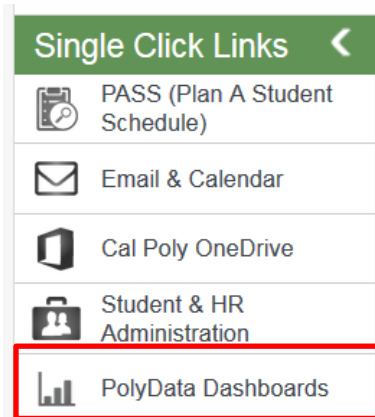 Single Click Links
PASS (Plan A Student
Schedule)
Email & Calendar
Cal Poly OneDrive
Student & HR
Administration
PolyData Dashboards